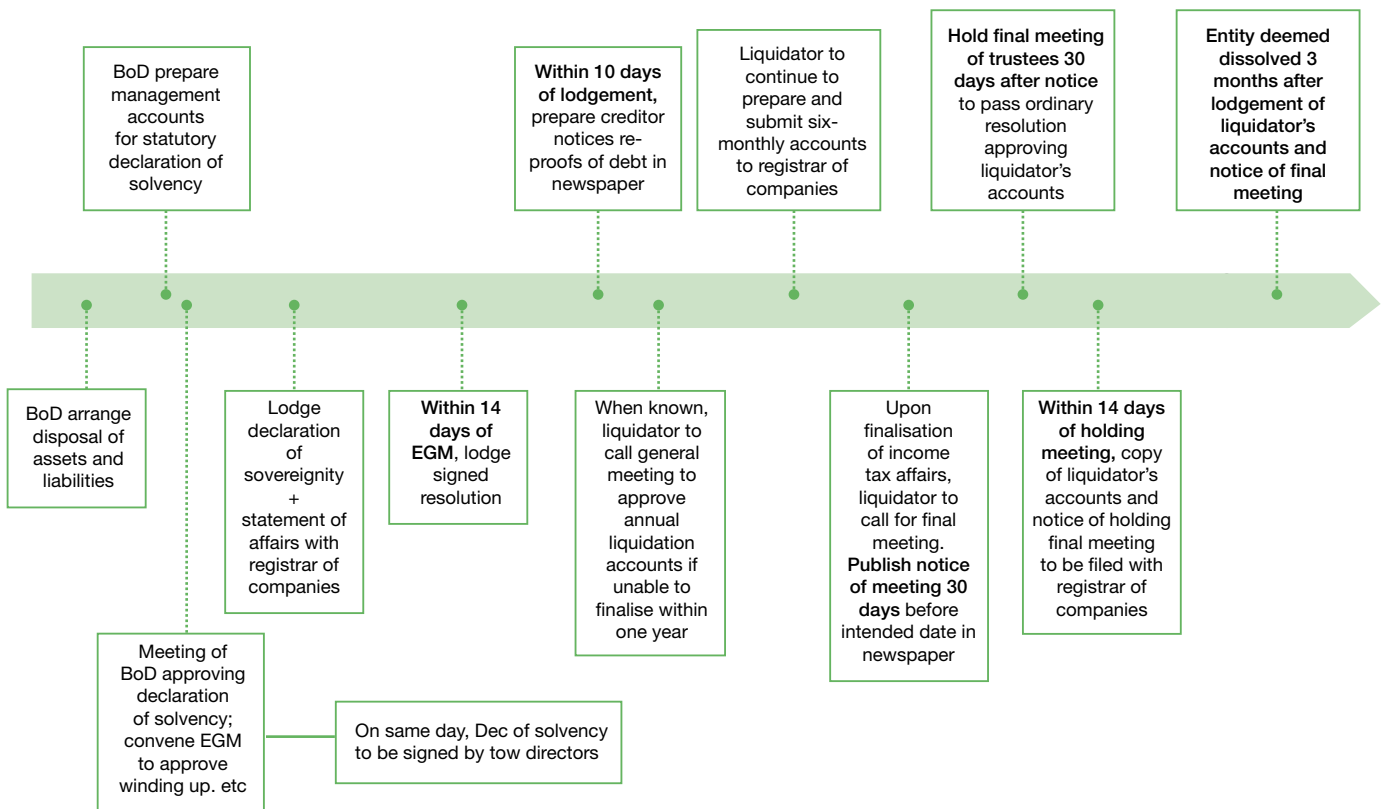 BoD prepare
management
accounts
for statutory
declaration of
solvency
Within 10 days
of lodgement,
prepare creditor
notices re-
proofs of debt in
newspaper
Liquidator to
continue to
prepare and
submit six-
monthly accounts
to registrar of
companies
Hold final meeting
of trustees 30
days after notice
to pass ordinary
resolution
approving
liquidator’s
accounts
Entity deemed
dissolved 3
months after
lodgement of
liquidator’s
accounts and
notice of final
meeting
BoD arrange
disposal of
assets and
liabilities
Lodge
declaration
of
sovereignity
+
statement of
affairs with
registrar of
companies
Within 14
days of
EGM, lodge
signed
resolution
When known,
liquidator to
call general
meeting to
approve
annual
liquidation
accounts if
unable to
finalise within
one year
Upon
finalisation
of income
tax affairs,
liquidator to
call for final
meeting.
Publish notice
of meeting 30
days before
intended date in
newspaper
Within 14 days
of holding
meeting, copy
of liquidator’s
accounts and
notice of holding
final meeting
to be filed with
registrar of
companies
Meeting of
BoD approving
declaration
of solvency;
convene EGM
to approve
winding up. etc
On same day, Dec of solvency
to be signed by tow directors